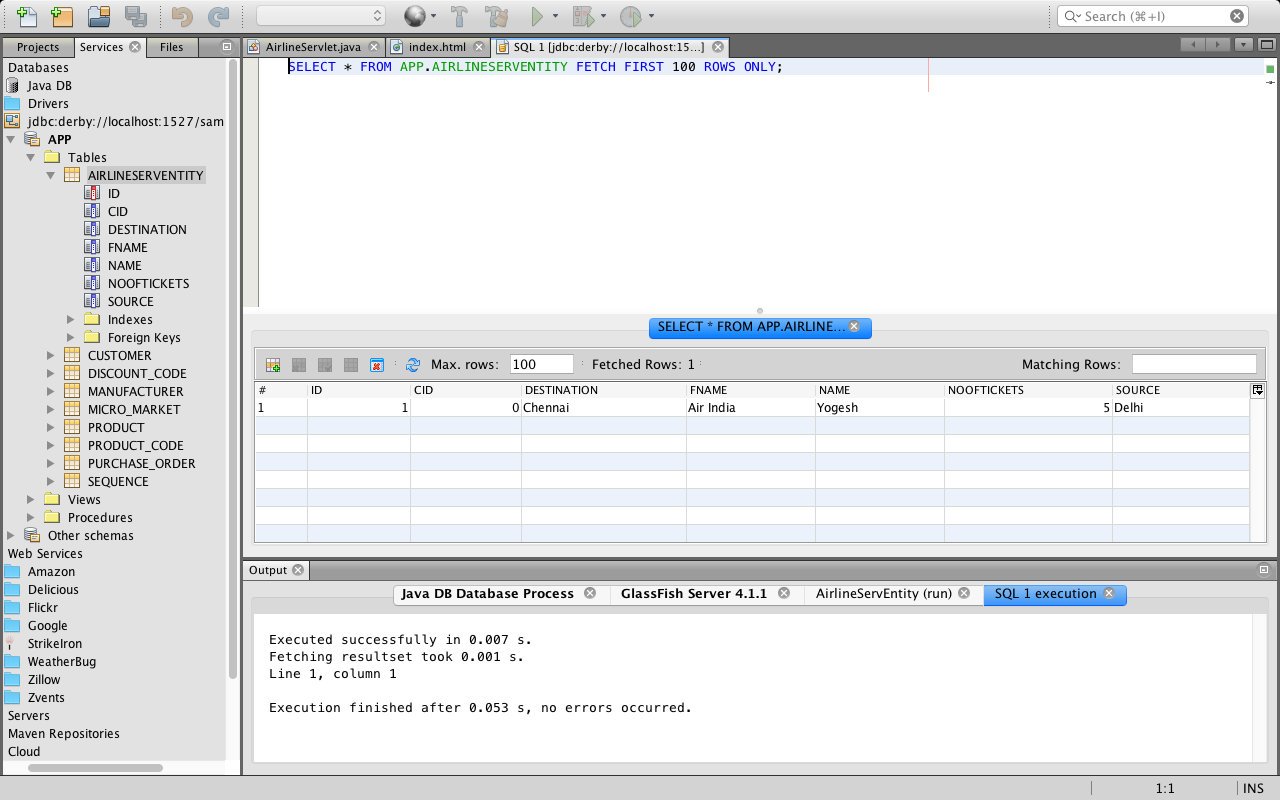 Search (⌘+I)
Projects Services Files
AirlineServlet.java index.html SQL 1 [jdbc:derby://localhost:15...]
Databases
Java DB
Drivers
jdbc:derby://localhost:1527/sam
APP
Tables
AIRLINESERVENTITY
ID
CID
DESTINATION
FNAME
NAME
NOOFTICKETS
SOURCE
Indexes
Foreign Keys
CUSTOMER
DISCOUNT_CODE
MANUFACTURER
MICRO_MARKET
PRODUCT
PRODUCT_CODE
PURCHASE_ORDER
SEQUENCE
Views
Procedures
Other schemas
Web Services
Amazon
Delicious
Flickr
Google
StrikeIron
WeatherBug
Zillow
Zvents
Servers
Maven Repositories
Cloud
SELECT * FROM APP.AIRLINESERVENTITY FETCH FIRST 100 ROWS ONLY;
SELECT * FROM APP.AIRLINE...
Max. rows: 100 Fetched Rows: 1 Matching Rows:
# ID CID DESTINATION FNAME NAME NOOFTICKETS SOURCE
1 1 0 Chennai Air India Yogesh 5 Delhi
Output
Java DB Database Process GlassFish Server 4.1.1 AirlineServEntity (run) SQL 1 execution
Executed successfully in 0.007 s.
Fetching resultset took 0.001 s.
Line 1, column 1
Execution finished after 0.053 s, no errors occurred.
1:1 INS